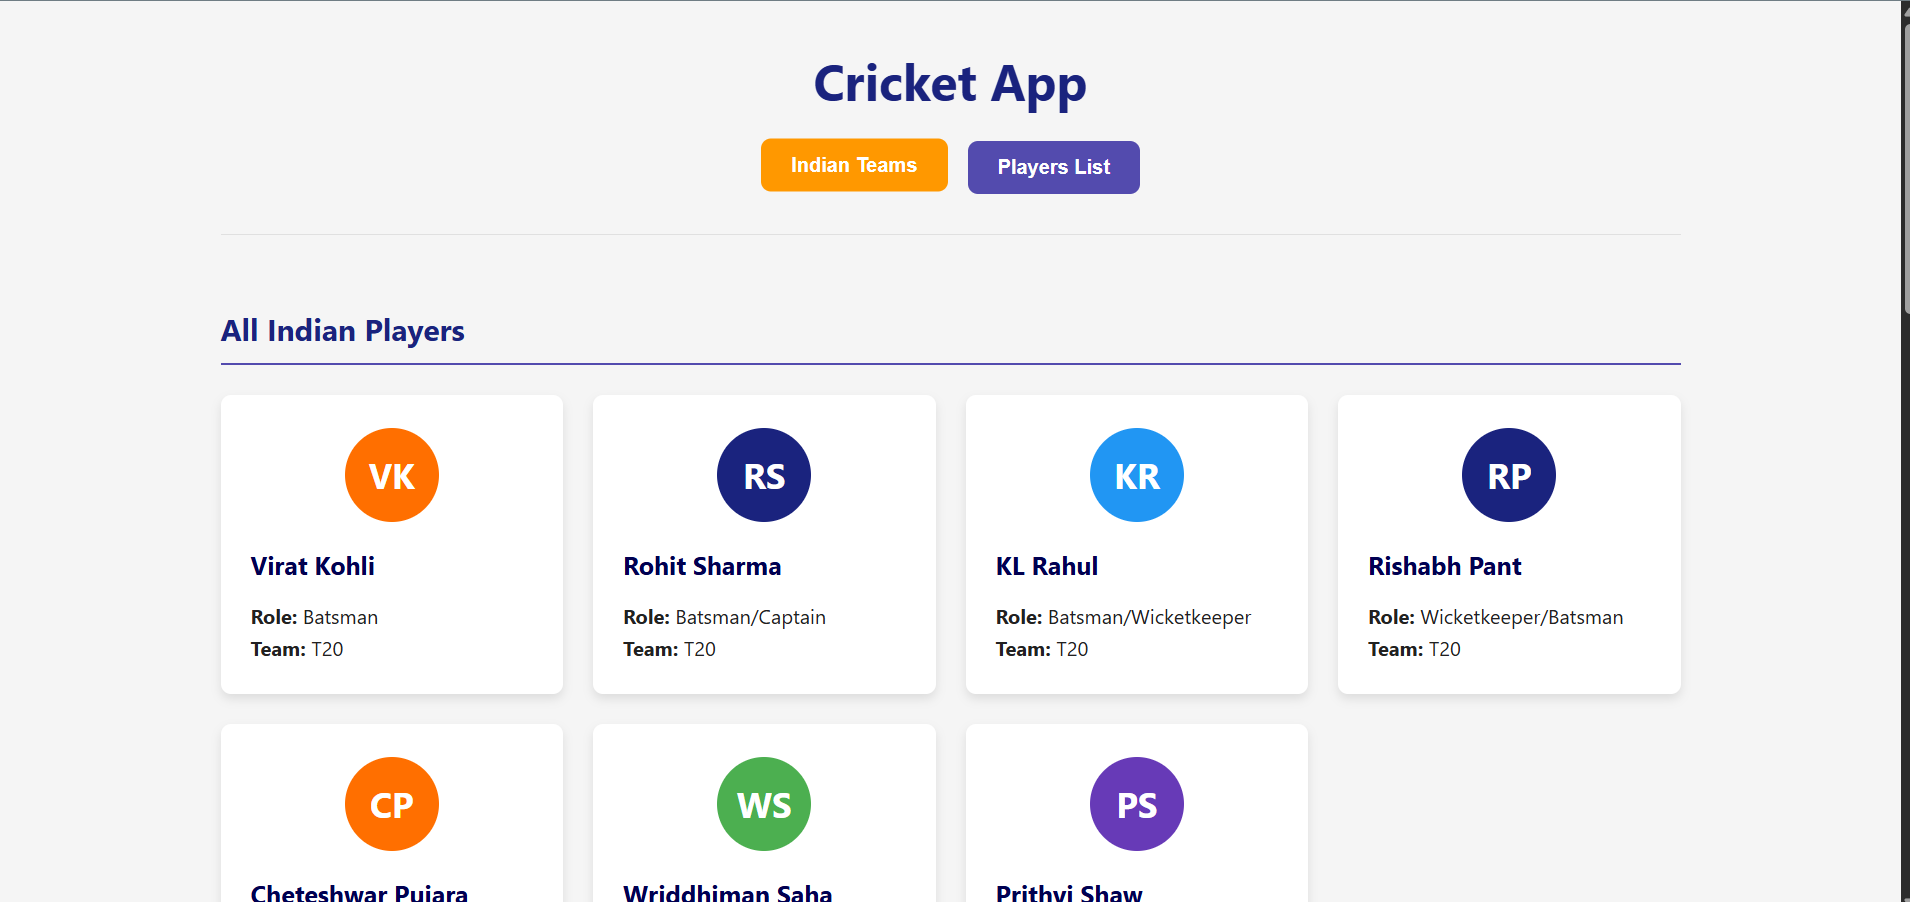 Cricket App
Indian Teams
Players List
All Indian Players
VK
RS
KR
RP
Virat Kohli
Rohit Sharma
KL Rahul
Rishabh Pant
Role: Batsman
Role: Batsman/Captain
Role: Batsman/Wicketkeeper
Role: Wicketkeeper/Batsman
Team: T20
Team: T20
Team: T20
Team: T20
CP
WS
PS
Cheteshwar Pujara
Wriddhiman Saha
Prithvi Shaw